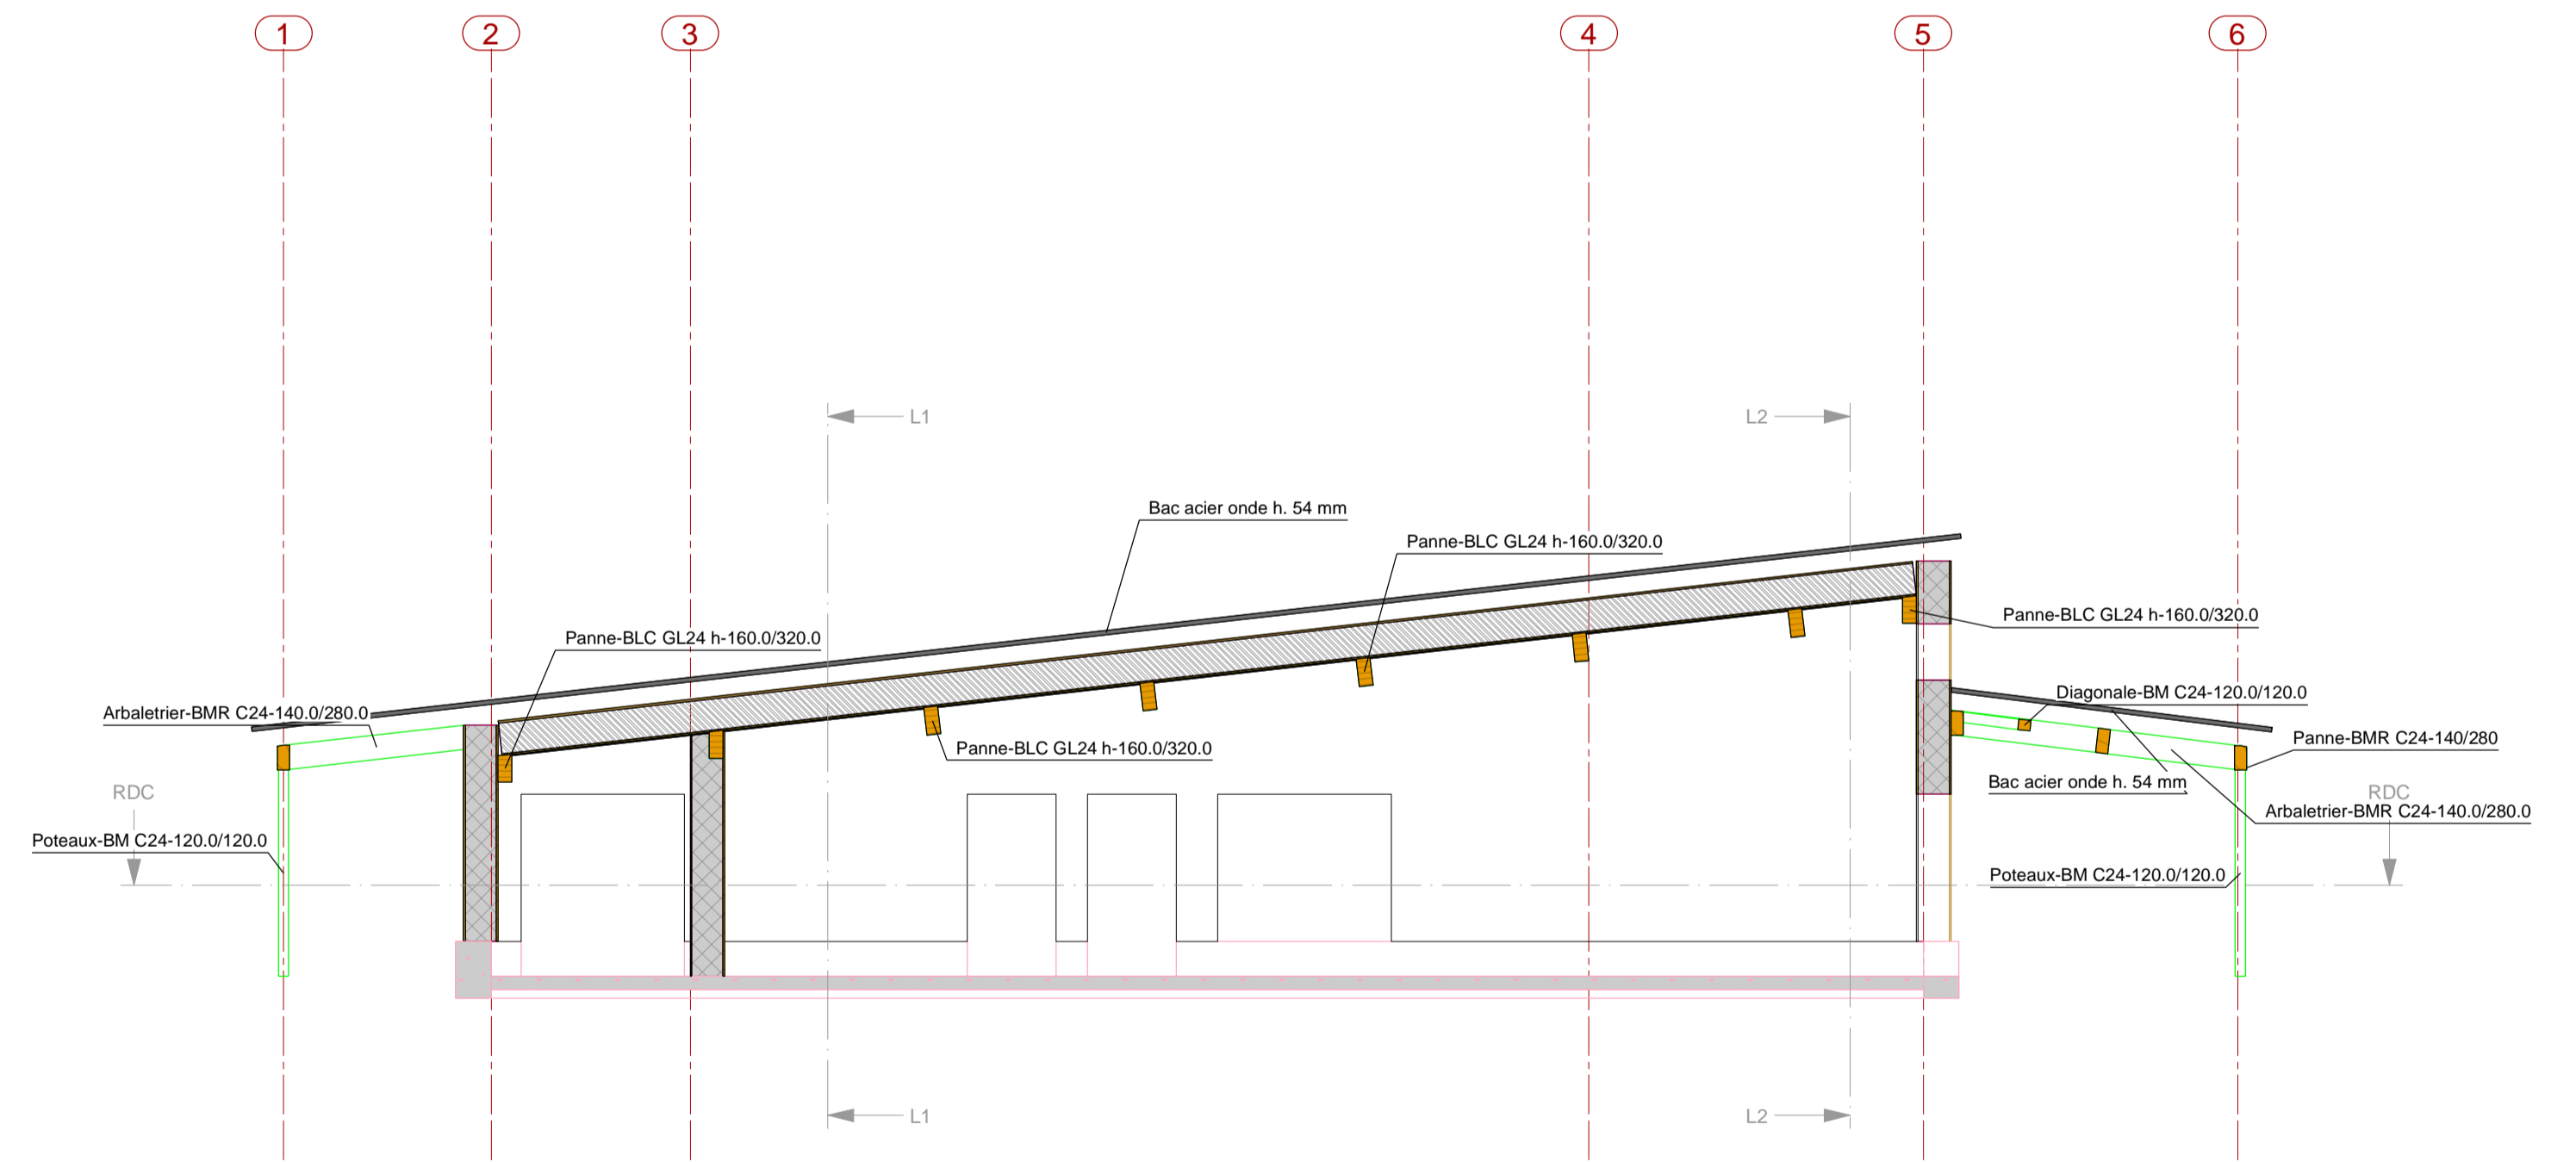 1
2
3
4
5
6
L1
L2
Bac acier onde h. 54 mm
Panne-BLC GL24 h-160.0/320.0
Panne-BLC GL24 h-160.0/320.0
Panne-BLC GL24 h-160.0/320.0
Diagonale-BM C24-120.0/120.0
Arbaletrier-BMR C24-140.0/280.0
Panne-BLC GL24 h-160.0/320.0
Panne-BMR C24-140/280
Bac acier onde h. 54 mm
RDC
RDC
Arbaletrier-BMR C24-140.0/280.0
Poteaux-BM C24-120.0/120.0
Poteaux-BM C24-120.0/120.0
L1
L2